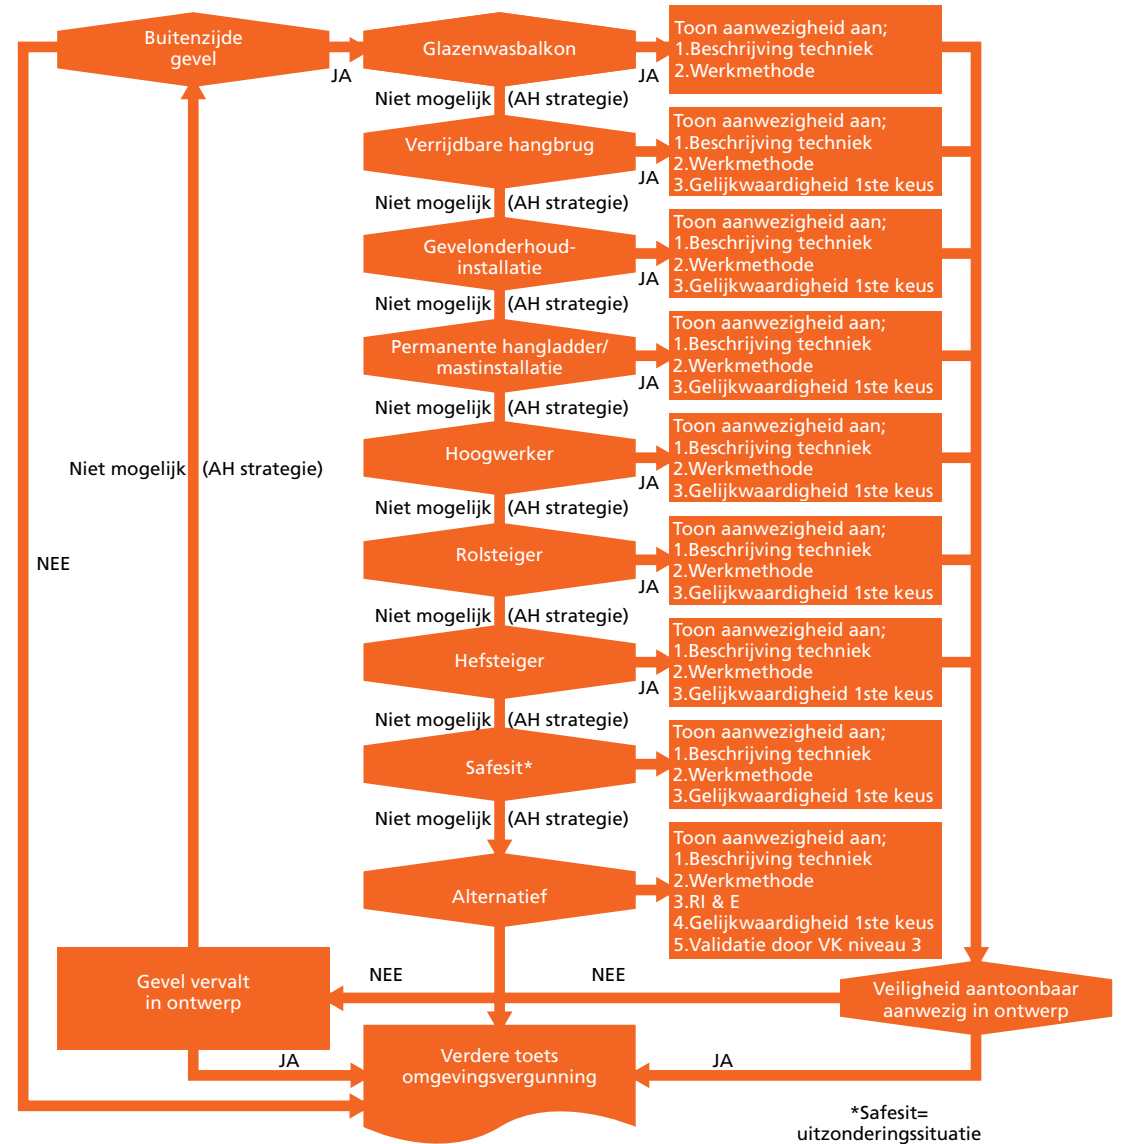 Buitenzijde
gevel
JA
Glazenwasbalkon
JA
Toon aanwezigheid aan;
1.Beschrijving techniek
2.Werkmethode
Niet mogelijk (AH strategie)
Verrijdbare hangbrug
JA
Toon aanwezigheid aan;
1.Beschrijving techniek
2.Werkmethode
3.Gelijkwaardigheid 1ste keus
Niet mogelijk (AH strategie)
Gevelonderhoud-
installatie
JA
Toon aanwezigheid aan;
1.Beschrijving techniek
2.Werkmethode
3.Gelijkwaardigheid 1ste keus
Niet mogelijk (AH strategie)
Permanente hangladder/
mastinstallatie
JA
Toon aanwezigheid aan;
1.Beschrijving techniek
2.Werkmethode
3.Gelijkwaardigheid 1ste keus
Niet mogelijk (AH strategie)
Hoogwerker
JA
Toon aanwezigheid aan;
1.Beschrijving techniek
2.Werkmethode
3.Gelijkwaardigheid 1ste keus
Niet mogelijk (AH strategie)
Niet mogelijk (AH strategie)
Rolsteiger
JA
Toon aanwezigheid aan;
1.Beschrijving techniek
2.Werkmethode
3.Gelijkwaardigheid 1ste keus
NEE
Niet mogelijk (AH strategie)
Hefsteiger
JA
Toon aanwezigheid aan;
1.Beschrijving techniek
2.Werkmethode
3.Gelijkwaardigheid 1ste keus
Niet mogelijk (AH strategie)
Safesit*
Toon aanwezigheid aan;
1.Beschrijving techniek
2.Werkmethode
3.Gelijkwaardigheid 1ste keus
Niet mogelijk (AH strategie)
Alternatief
Toon aanwezigheid aan;
1.Beschrijving techniek
2.Werkmethode
3.RI & E
4.Gelijkwaardigheid 1ste keus
5.Validatie door VK niveau 3
Gevel vervalt
in ontwerp
NEE
NEE
Veiligheid aantoonbaar
aanwezig in ontwerp
JA
Verdere toets
omgevingsvergunning
JA
*Safesit=
uitzonderingssituatie